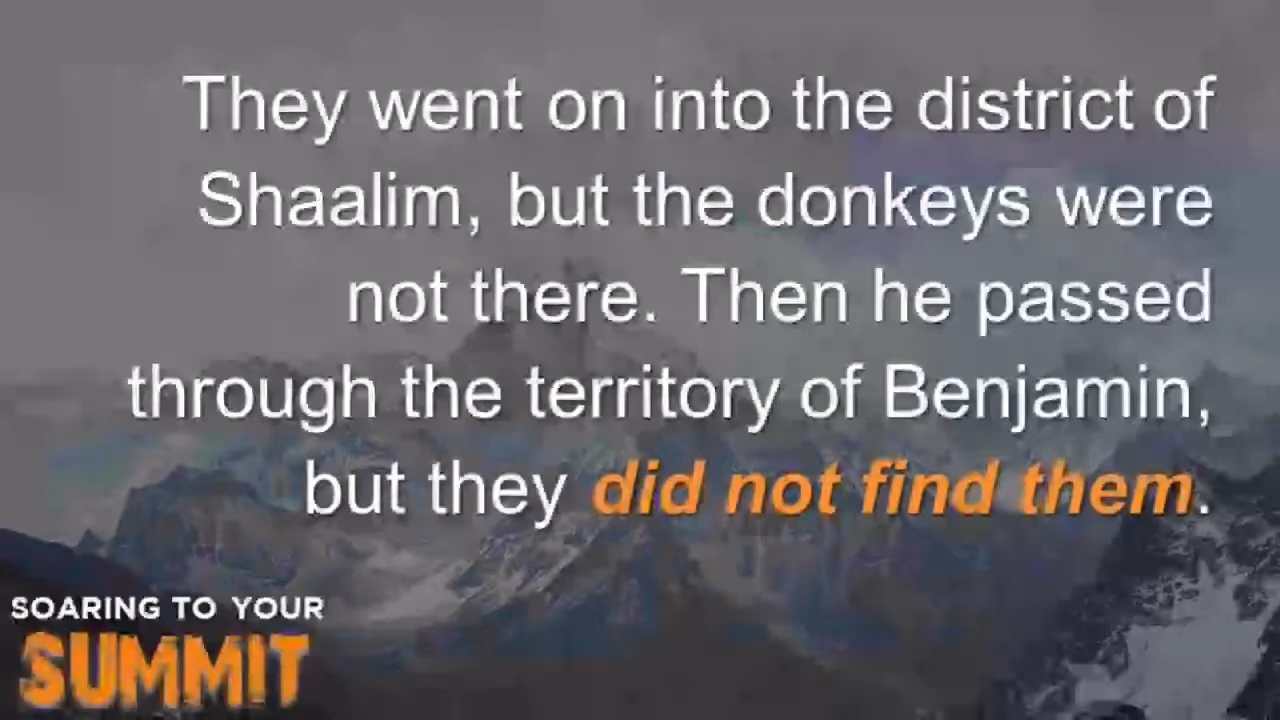 They went on into the district of
Shaalim, but the donkeys were
not there. Then he passed
through the territory of Benjamin,
but they did not find them.
SOARING TO YOUR
SUMMIT